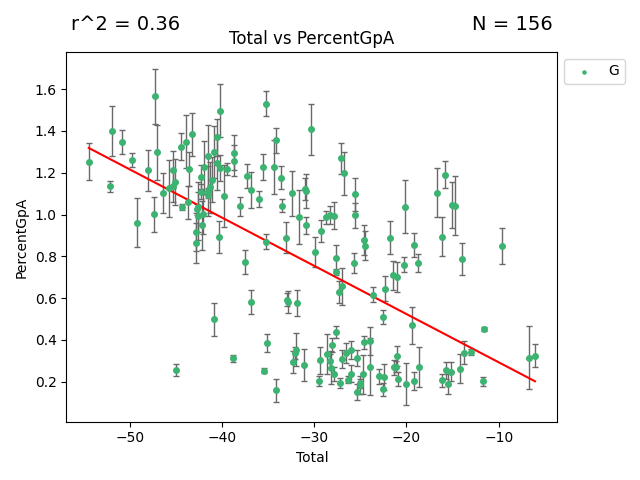 r^2 = 0.36
N = 156
Total vs PercentGpA
G
1.6
1.4
1.2
1.0
0.8
0.6
0.4
0.2
PercentGpA
−50
−40
−30
−20
−10
Total